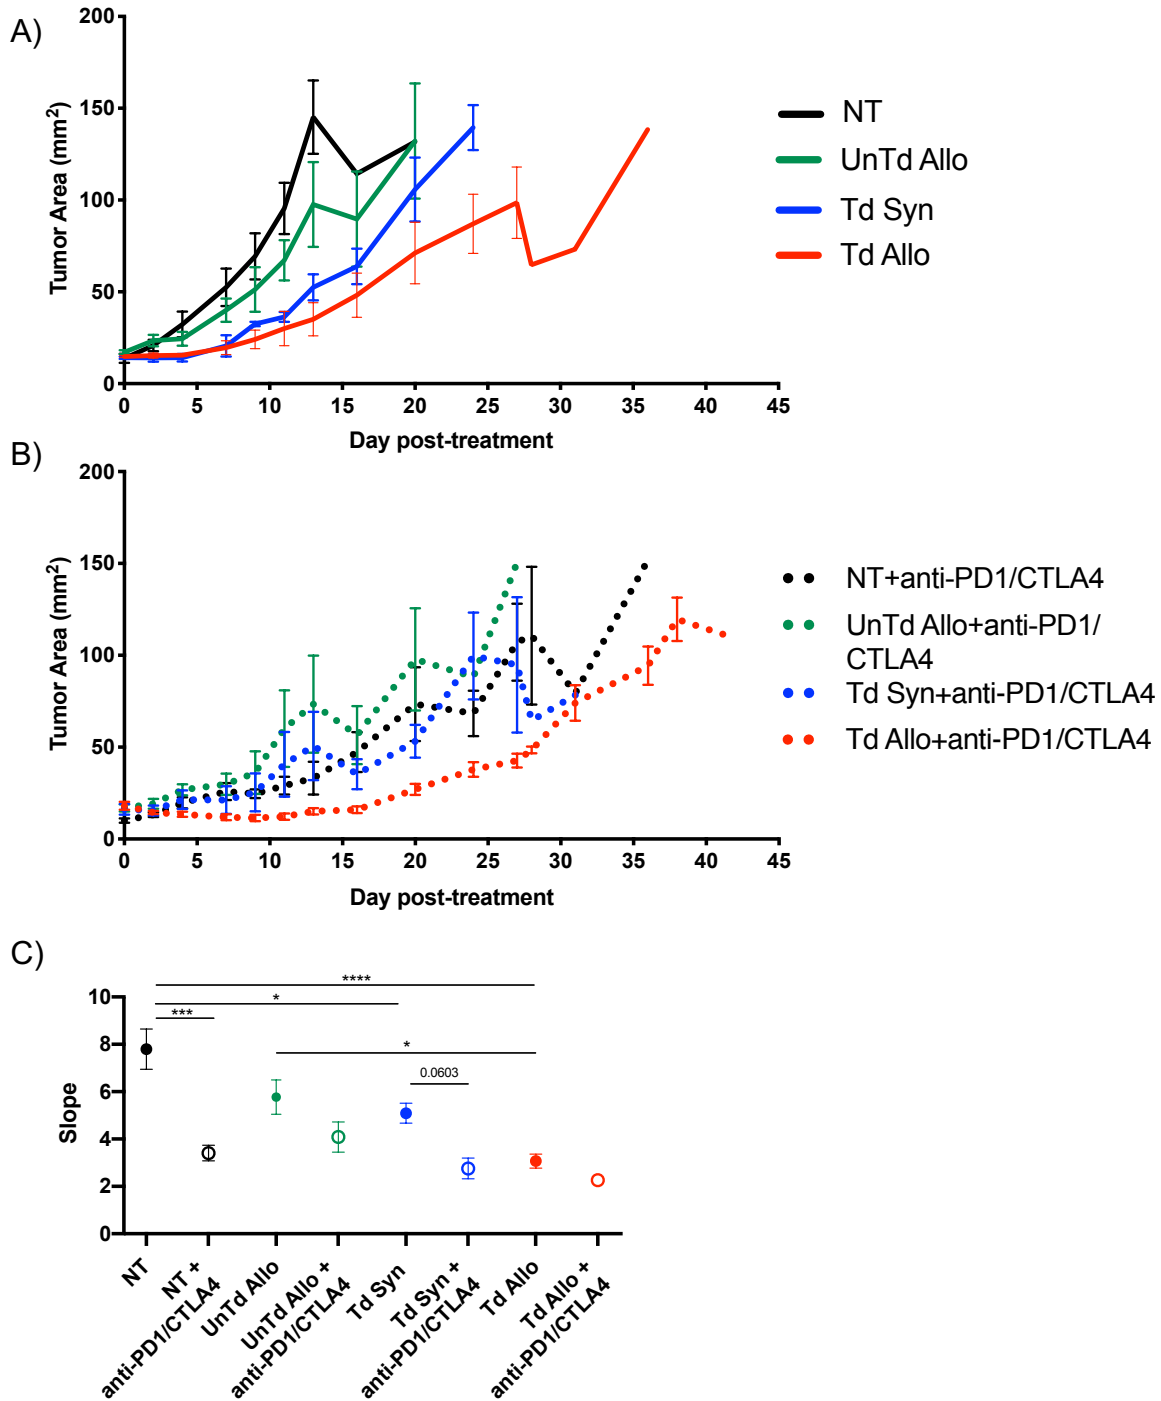 A)
200
150
100
50
0
Tumor Area (mm²)
0 5 10 15 20 25 30 35 40 45
Day post-treatment
NT
UnTd Allo
Td Syn
Td Allo
B)
200
150
100
50
0
Tumor Area (mm²)
0 5 10 15 20 25 30 35 40 45
Day post-treatment
NT+anti-PD1/CTLA4
UnTd Allo+anti-PD1/
CTLA4
Td Syn+anti-PD1/CTLA4
Td Allo+anti-PD1/CTLA4
C)
****
*
***
*
0.0603
10
8
6
4
2
0
Slope
NT
NT +
anti-PD1/CTLA4
UnTd Allo
UnTd Allo +
anti-PD1/CTLA4
Td Syn
Td Syn +
anti-PD1/CTLA4
Td Allo
Td Allo +
anti-PD1/CTLA4